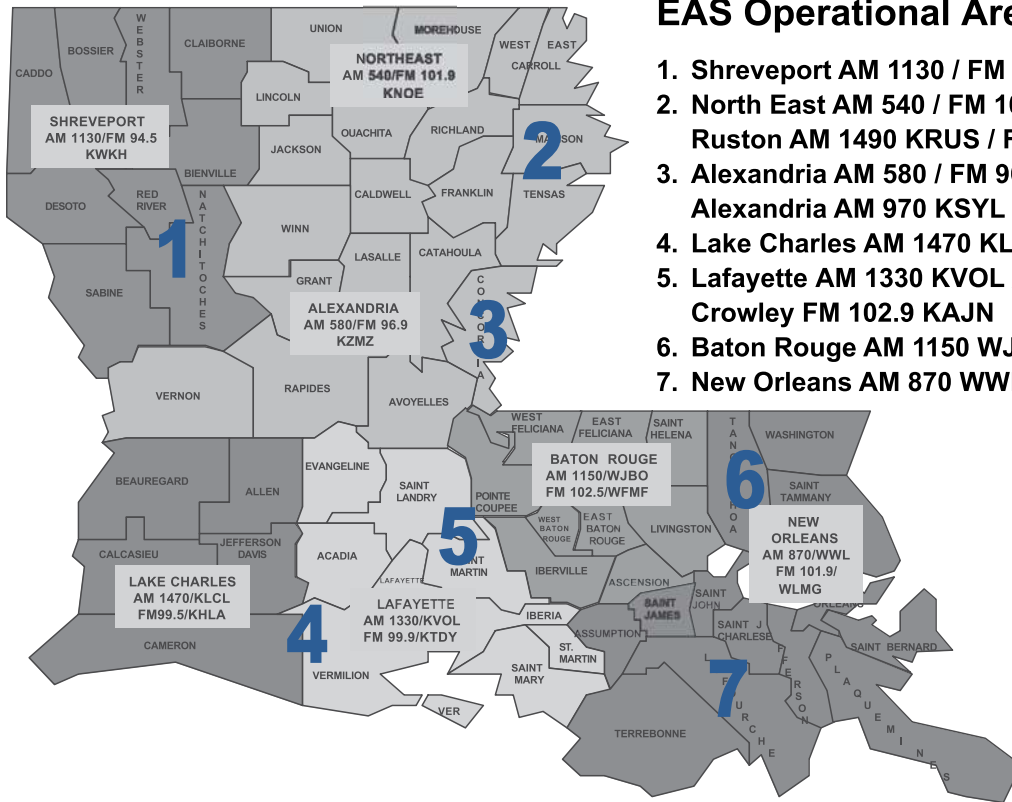 EAS Operational Are
1. Shreveport AM 1130 / FM
2. North East AM 540 / FM 10
Ruston AM 1490 KRUS / F
3. Alexandria AM 580 / FM 9
Alexandria AM 970 KSYL
4. Lake Charles AM 1470 KL
5. Lafayette AM 1330 KVOL
Crowley FM 102.9 KAJN
6. Baton Rouge AM 1150 WJ
7. New Orleans AM 870 WW
CADDO
BOSSIER
WEBSTER
CLAIBORNE
UNION
MOREHOUSE
WEST
EAST
CARROLL
NORTHEAST
AM 540/FM 101.9
KNOE
LINCOLN
SHREVEPORT
AM 1130/FM 94.5
KWKH
OUACHITA
RICHLAND
2
JACKSON
BIENVILLE
DESOTO
RED
RIVER
NATCHITOCHES
CALDWELL
FRANKLIN
TENSAS
1
WINN
LASALLE
CATAHOULA
SABINE
GRANT
ALEXANDRIA
AM 580/FM 96.9
KZMZ
3
VERNON
RAPIDES
AVOYELLES
WEST
FELICIANA
EAST
FELICIANA
SAINT
HELENA
WASHINGTON
BATON ROUGE
AM 1150/WJBO
FM 102.5/WFMF
6
BEAUREGARD
ALLEN
EVANGELINE
SAINT
LANDRY
POINTE
COUPEE
SAINT
TAMMANY
5
WEST
BATON
ROUGE
EAST
BATON
ROUGE
LIVINGSTON
NEW
ORLEANS
AM 870/WWL
FM 101.9/
WLMG
CALCASIEU
JEFFERSON
DAVIS
ACADIA
LAFAYETTE
MARTIN
IBERVILLE
ASCENSION
LAKE CHARLES
AM 1470/KLCL
FM99.5/KHLA
LAFAYETTE
AM 1330/KVOL
FM 99.9/KTDY
SAINT
JAMES
SAINT
JOHN
ORLEANS
IBERIA
4
CAMERON
ASSUMPTION
SAINT J
CHARLESE
SAINT BERNARD
ST.
MARTIN
VERMILION
SAINT
MARY
7
PLAQUEMINES
VER
TERREBONNE